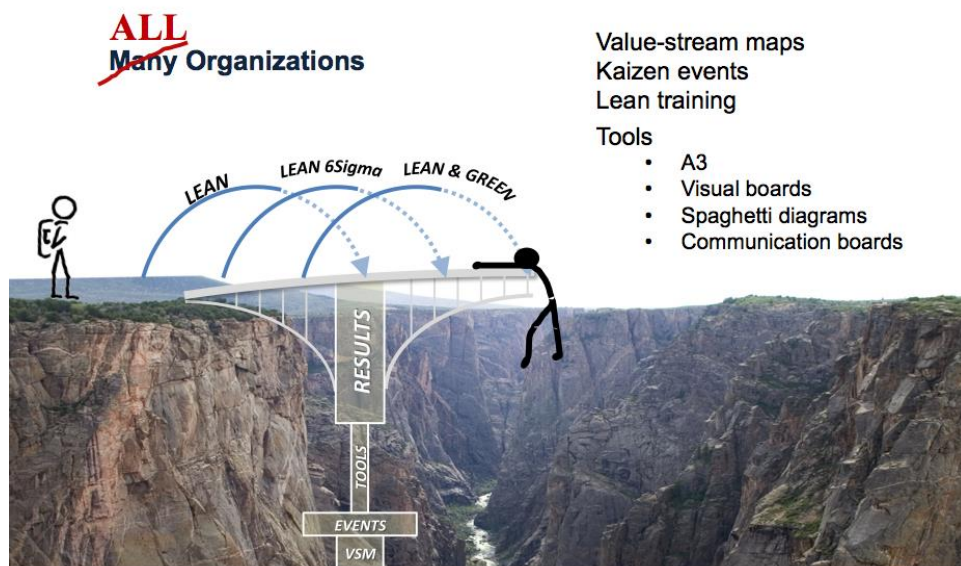 ALL
Many Organizations
Value-stream maps
Kaizen events
Lean training
Tools
• A3
• Visual boards
• Spaghetti diagrams
• Communication boards
LEAN
LEAN 6Sigma
LEAN & GREEN
RESULTS
TOOLS
EVENTS
VSM